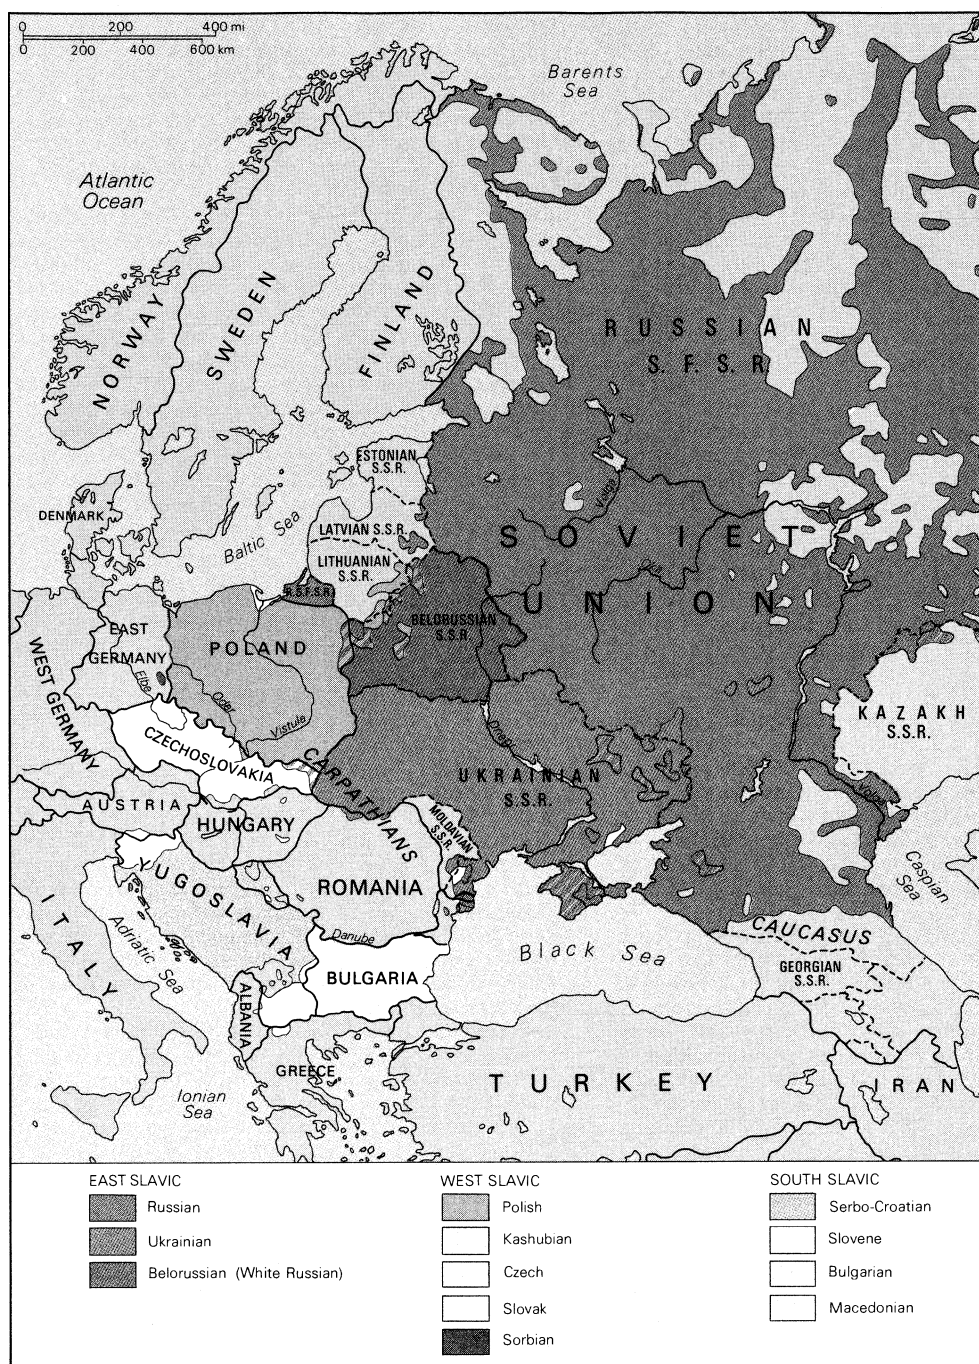 0 200 400 mi
0 200 400 600 km
Barents
Sea
Atlantic
Ocean
NORWAY
SWEDEN
FINLAND
RUSSIAN
S. F. S. R.
ESTONIAN
S.S.R.
DENMARK
Baltic Sea
LATVIAN S.S.R.
LITHUANIAN
S.S.R.
R.S.F.S.R.
Volga
SOVIET
Oka
UNION
BELORUSSIAN
S.S.R.
EAST
GERMANY
WEST GERMANY
POLAND
Elbe
Oder
Vistula
KAZAKH
S.S.R.
CZECHOSLOVAKIA
CARPATHIANS
Dnepr
UKRAINIAN
S.S.R.
Volga
AUSTRIA
HUNGARY
MOLDAVIAN
S.S.R.
YUGOSLAVIA
ROMANIA
Caspian
Sea
ITALY
Adriatic Sea
Danube
BULGARIA
Black Sea
CAUCASUS
GEORGIAN
S.S.R.
ALBANIA
GREECE
TURKEY
IRAN
Ionian
Sea
EAST SLAVIC
Russian
Ukrainian
Belorussian (White Russian)
WEST SLAVIC
Polish
Kashubian
Czech
Slovak
Sorbian
SOUTH SLAVIC
Serbo-Croatian
Slovene
Bulgarian
Macedonian